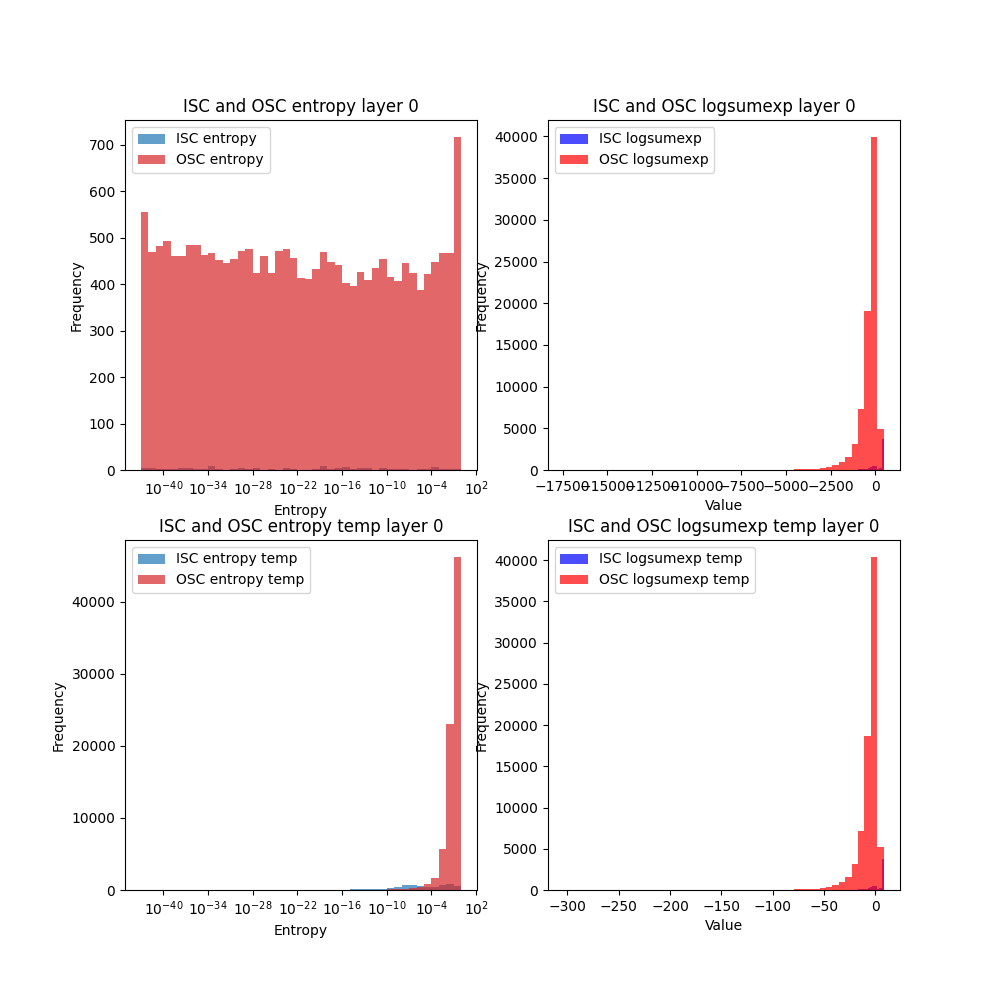 ISC and OSC entropy layer 0
ISC entropy
OSC entropy
Frequency
700
600
500
400
300
200
100
0
10⁻⁴⁰ 10⁻³⁴ 10⁻²⁸ 10⁻²² 10⁻¹⁶ 10⁻¹⁰ 10⁻⁴ 10²
Entropy
ISC and OSC logsumexp layer 0
ISC logsumexp
OSC logsumexp
Frequency
40000
35000
30000
25000
20000
15000
10000
5000
0
−17500 −15000 −12500 −10000 −7500 −5000 −2500 0
Value
ISC and OSC entropy temp layer 0
ISC entropy temp
OSC entropy temp
Frequency
40000
30000
20000
10000
0
10⁻⁴⁰ 10⁻³⁴ 10⁻²⁸ 10⁻²² 10⁻¹⁶ 10⁻¹⁰ 10⁻⁴ 10²
Entropy
ISC and OSC logsumexp temp layer 0
ISC logsumexp temp
OSC logsumexp temp
Frequency
40000
35000
30000
25000
20000
15000
10000
5000
0
−300 −250 −200 −150 −100 −50 0
Value